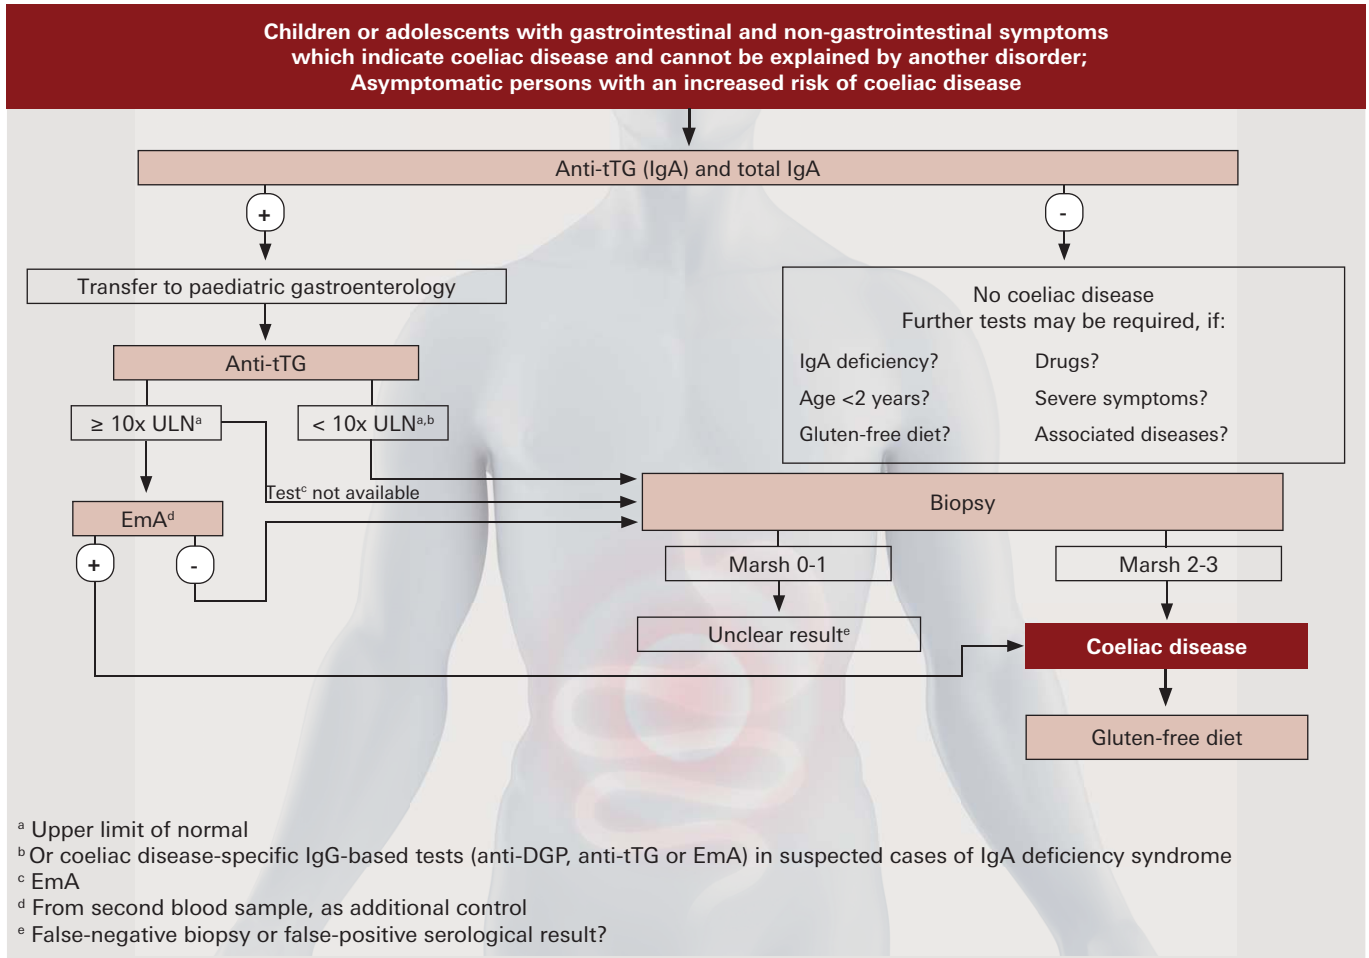 Children or adolescents with gastrointestinal and non-gastrointestinal symptoms
which indicate coeliac disease and cannot be explained by another disorder;
Asymptomatic persons with an increased risk of coeliac disease
Anti-tTG (IgA) and total IgA
+
-
Transfer to paediatric gastroenterology
No coeliac disease
Further tests may be required, if:
IgA deficiency?
Drugs?
Age <2 years?
Severe symptoms?
Gluten-free diet?
Associated diseases?
Anti-tTG
≥ 10x ULNᵃ
< 10x ULNᵃ,ᵇ
Testᶜ not available
EmAᵈ
+
-
Biopsy
Marsh 0-1
Marsh 2-3
Unclear resultᵉ
Coeliac disease
Gluten-free diet
ᵃ Upper limit of normal
ᵇ Or coeliac disease-specific IgG-based tests (anti-DGP, anti-tTG or EmA) in suspected cases of IgA deficiency syndrome
ᶜ EmA
ᵈ From second blood sample, as additional control
ᵉ False-negative biopsy or false-positive serological result?